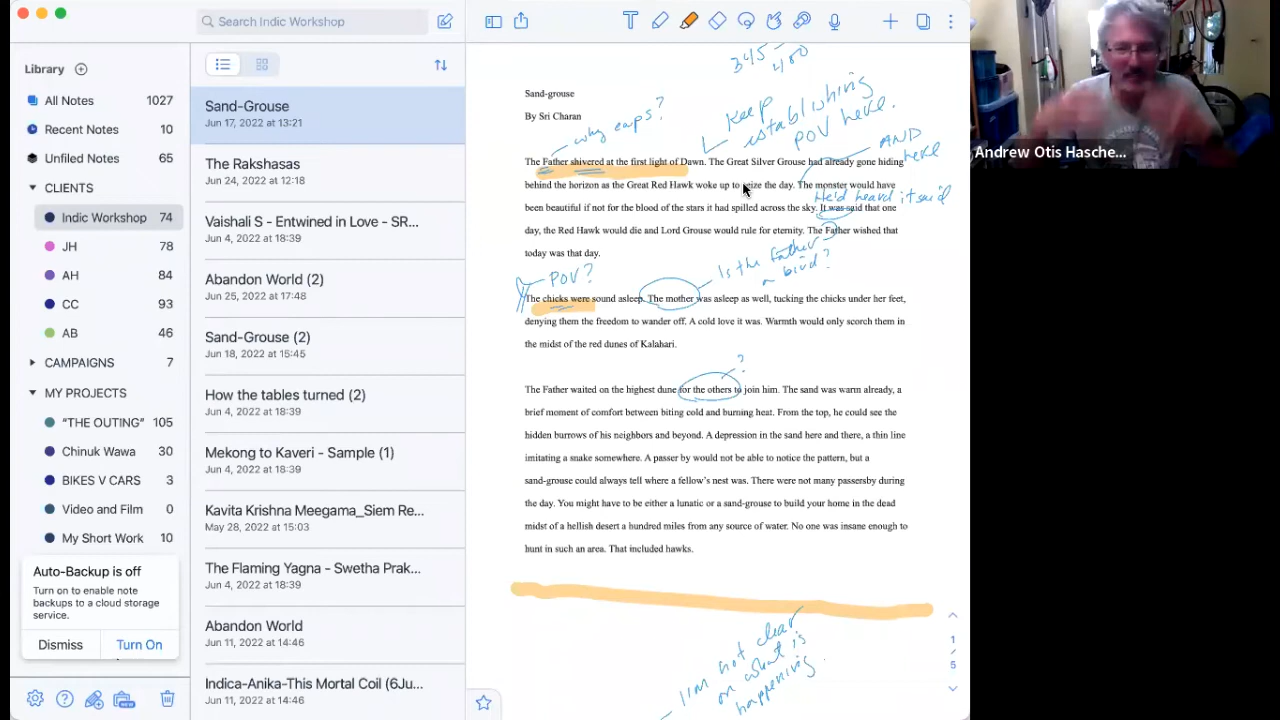 Search Indic Workshop
Library
All Notes 1027
Recent Notes 10
Unfiled Notes 65
CLIENTS
Indic Workshop 74
JH 78
AH 84
CC 93
AB 46
CAMPAIGNS 7
MY PROJECTS
“THE OUTING” 105
Chinuk Wawa 30
BIKES V CARS 3
Video and Film 0
My Short Work 10
Auto-Backup is off
Turn on to enable note
backups to a cloud storage
service.
Dismiss Turn On
Sand-Grouse
Jun 17, 2022 at 13:21
The Rakshasas
Jun 24, 2022 at 12:18
Vaishali S - Entwined in Love - SR...
Jun 4, 2022 at 18:39
Abandon World (2)
Jun 25, 2022 at 17:48
Sand-Grouse (2)
Jun 18, 2022 at 15:45
How the tables turned (2)
Jun 4, 2022 at 18:39
Mekong to Kaveri - Sample (1)
Jun 4, 2022 at 18:39
Kavita Krishna Meegama_Siem Re...
May 28, 2022 at 15:03
The Flaming Yagna - Swetha Prak...
Jun 4, 2022 at 18:39
Abandon World
Jun 11, 2022 at 14:46
Indica-Anika-This Mortal Coil (6Ju...
Jun 4, 2022 at 18:39
345-
400
Sand-grouse
By Sri Charan
why caps?
Keep
establishing
POV here.
AND
here
The Father shivered at the first light of Dawn. The Great Silver Grouse had already gone hiding
behind the horizon as the Great Red Hawk woke up to seize the day. The monster would have
He'd heard it said
been beautiful if not for the blood of the stars it had spilled across the sky. It was said that one
day, the Red Hawk would die and Lord Grouse would rule for eternity. The Father wished that
today was that day.
Is the father
a bird?
POV?
The chicks were sound asleep. The mother was asleep as well, tucking the chicks under her feet,
denying them the freedom to wander off. A cold love it was. Warmth would only scorch them in
the midst of the red dunes of Kalahari.
?
The Father waited on the highest dune for the others to join him. The sand was warm already, a
brief moment of comfort between biting cold and burning heat. From the top, he could see the
hidden burrows of his neighbors and beyond. A depression in the sand here and there, a thin line
imitating a snake somewhere. A passer by would not be able to notice the pattern, but a
sand-grouse could always tell where a fellow’s nest was. There were not many passersby during
the day. You might have to be either a lunatic or a sand-grouse to build your home in the dead
midst of a hellish desert a hundred miles from any source of water. No one was insane enough to
hunt in such an area. That included hawks.
I'm not clear
on what is
happening.
1
/
5
Andrew Otis Hasche...